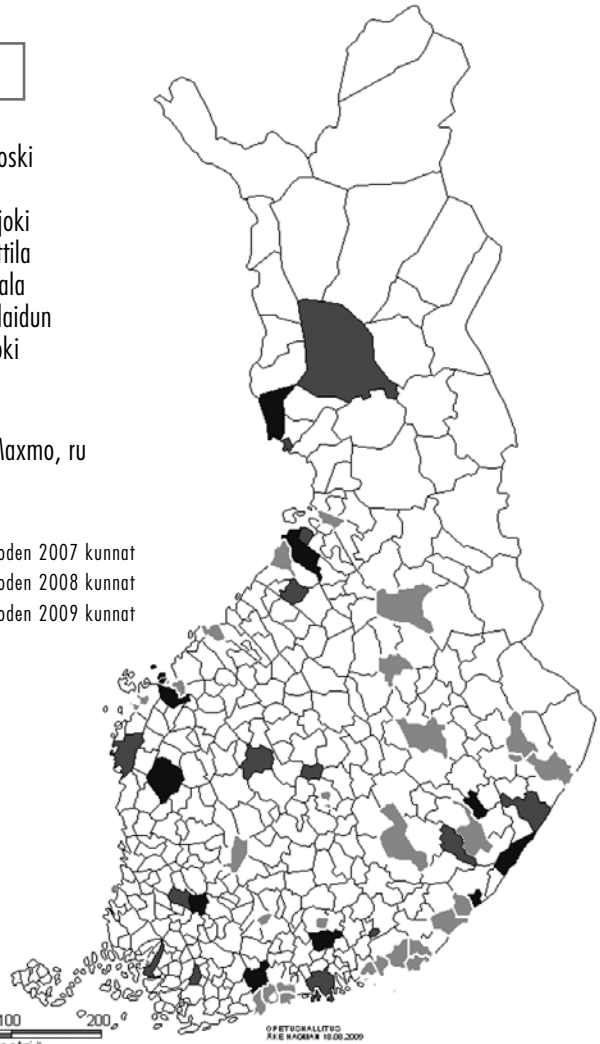 oski
joki
ttila
ala
laidun
oki
Maxmo, ru
oden 2007 kunnat
oden 2008 kunnat
oden 2009 kunnat
100 200
OPETUSHALLITUS
ÅKE HAGMAN 18.08.2009